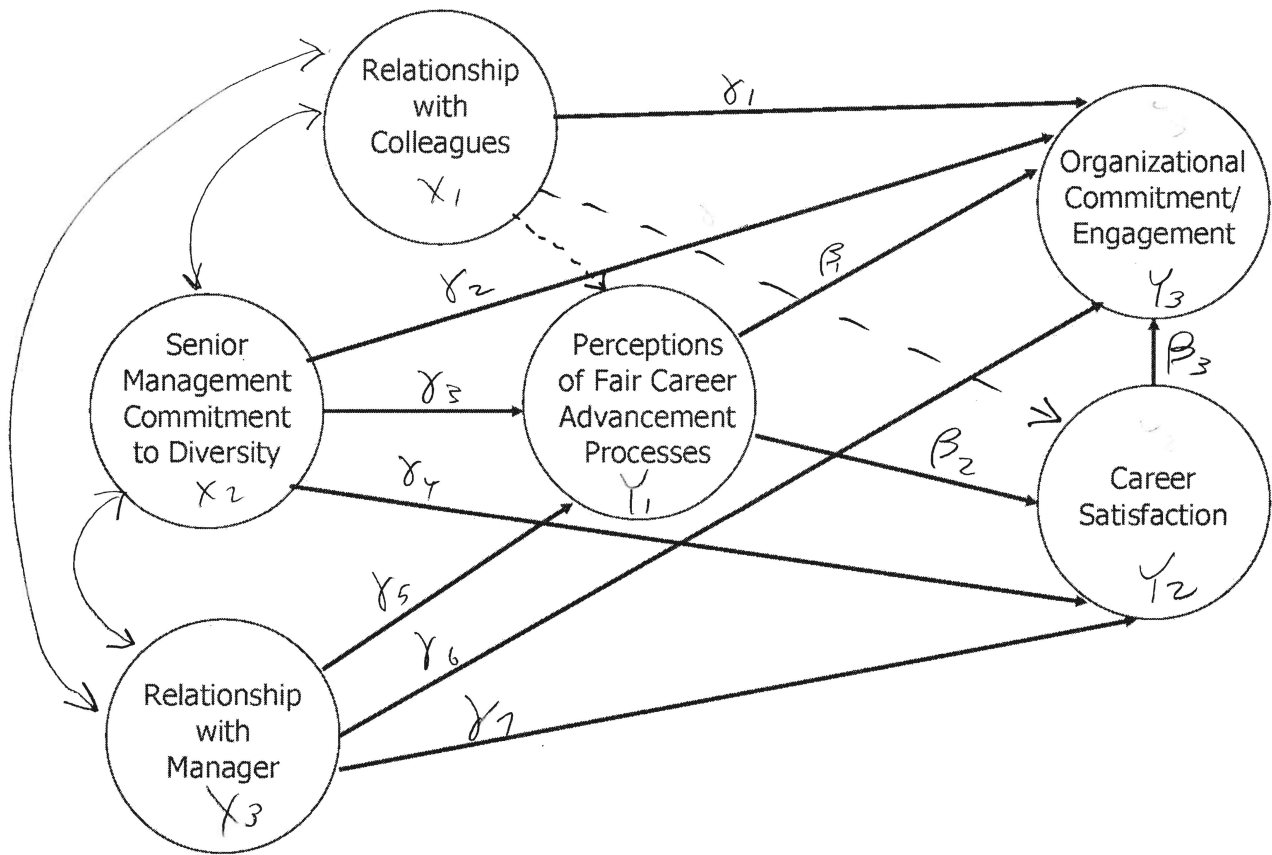 Relationship
with
Colleagues
X1
γ1
Organizational
Commitment/
Engagement
Y3
γ2
β1
Senior
Management
Commitment
to Diversity
X2
γ3
Perceptions
of Fair Career
Advancement
Processes
Y1
β3
γ4
β2
Career
Satisfaction
Y2
γ5
γ6
Relationship
with
Manager
X3
γ7